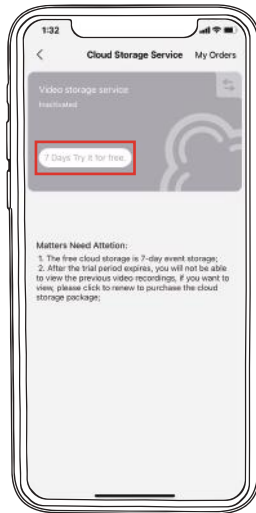 1:32
Cloud Storage Service My Orders
Video storage service
Inactivated
7 Days Try it for free.
Matters Need Attetion:
1. The free cloud storage is 7-day event
storage;
2. After the trial period expires, you will not be able
to view the previous video recordings, if you want to
view, please click to renew to purchase the cloud
storage package;